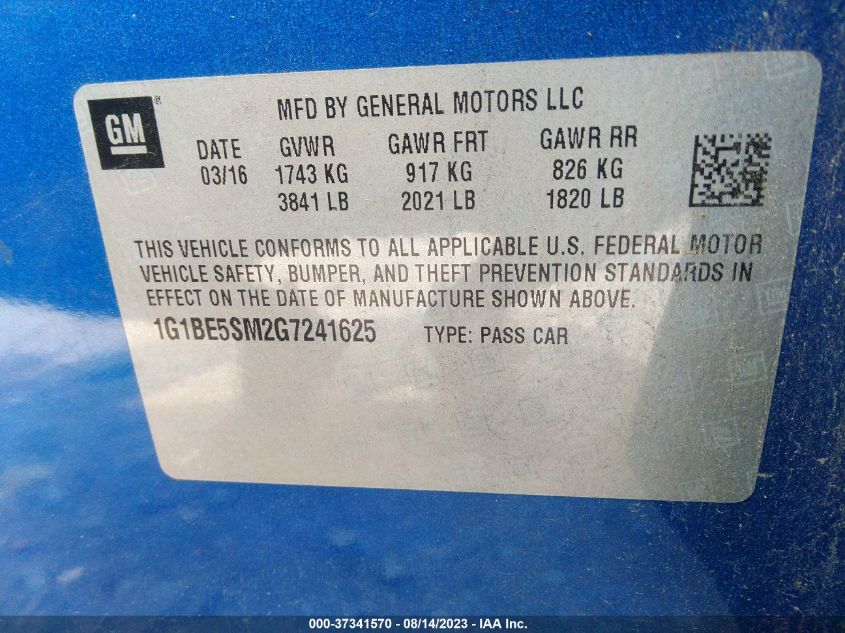 GM ®
MFD BY GENERAL MOTORS LLC
DATE GVWR GAWR FRT GAWR RR
03/16 1743 KG 917 KG 826 KG
3841 LB 2021 LB 1820 LB
THIS VEHICLE CONFORMS TO ALL APPLICABLE U.S. FEDERAL MOTOR
VEHICLE SAFETY, BUMPER, AND THEFT PREVENTION STANDARDS IN
EFFECT ON THE DATE OF MANUFACTURE SHOWN ABOVE.
1G1BE5SM2G7241625 TYPE: PASS CAR
000-37341570 — 08/14/2023 — IAA Inc.